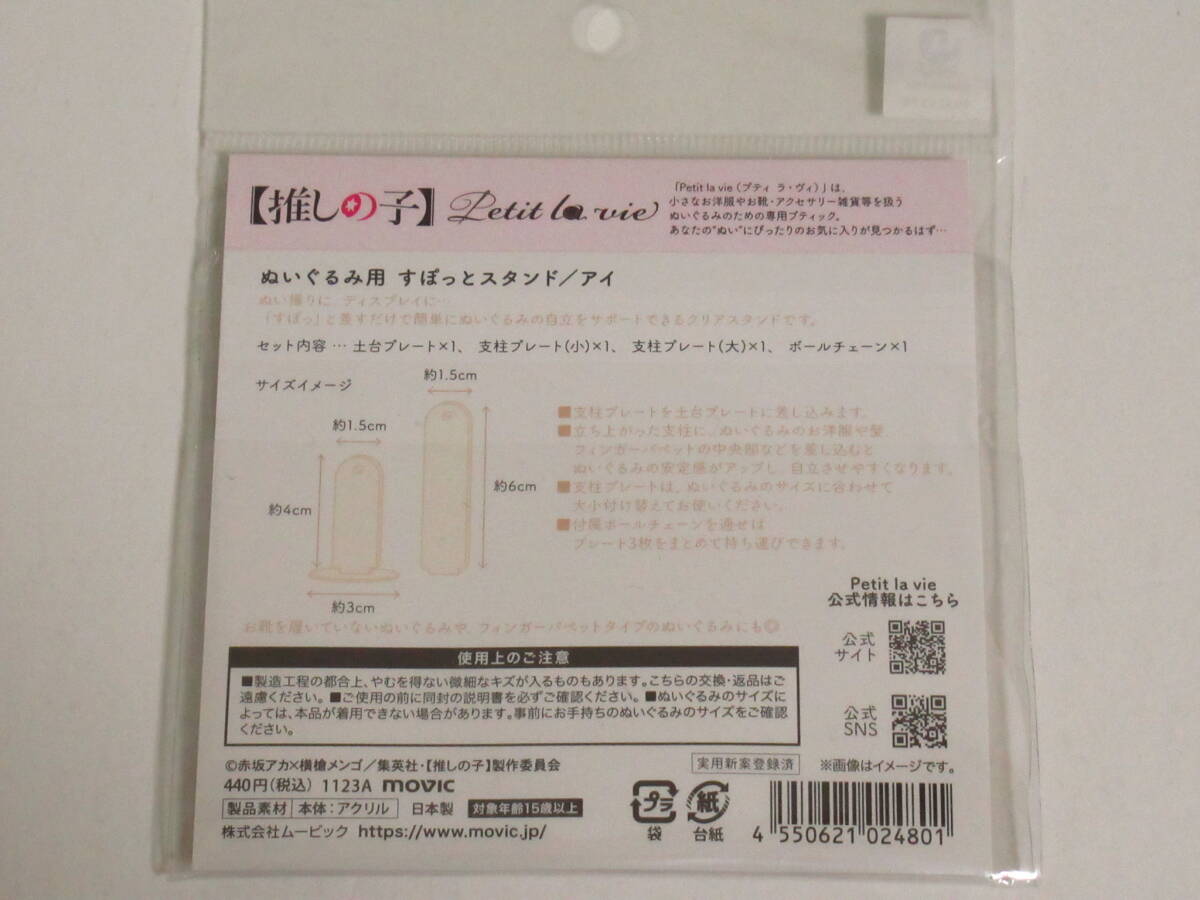 【推しの子】 Petit la vie
「Petit la vie（プティ ラ・ヴィ）」は、
小さなお洋服やお靴・アクセサリー雑貨等を扱う
ぬいぐるみのための専用ブティック。
あなたの"ぬい"にぴったりのお気に入りが見つかるはず…
ぬいぐるみ用 すぽっとスタンド／アイ
ぬい撮りに、ディスプレイに…
「すぽっ」と差すだけで簡単にぬいぐるみの自立をサポートできるクリアスタンドです。
セット内容 … 土台プレート×1、 支柱プレート(小)×1、 支柱プレート(大)×1、 ボールチェーン×1
サイズイメージ
約1.5cm
約1.5cm
約6cm
約4cm
約3cm
■支柱プレートを土台プレートに差し込みます。
■立ち上がった支柱に、ぬいぐるみのお洋服や髪、
フィンガーパペットの中央部などを差し込むと
ぬいぐるみの安定感がアップし、自立させやすくなります。
■支柱プレートは、ぬいぐるみのサイズに合わせて
大小付け替えてお使いください。
■付属ボールチェーンを通せば
プレート3枚をまとめて持ち運びできます。
お靴を履いていないぬいぐるみや、フィンガーパペットタイプのぬいぐるみにも◎
Petit la vie
公式情報はこちら
公式
サイト
公式
SNS
使用上のご注意
■製造工程の都合上、やむを得ない微細なキズが入るものもあります。こちらの交換・返品はご
遠慮ください。■ご使用の前に同封の説明書を必ずご確認ください。■ぬいぐるみのサイズに
よっては、本品が着用できない場合があります。事前にお手持ちのぬいぐるみのサイズをご確認
ください。
©赤坂アカ×横槍メンゴ／集英社・【推しの子】製作委員会
実用新案登録済 ※画像はイメージです。
440円(税込) 1123A movic
製品素材 本体：アクリル 日本製 対象年齢15歳以上
株式会社ムービック https://www.movic.jp/
プラ
袋
紙
台紙
4 550621 024801